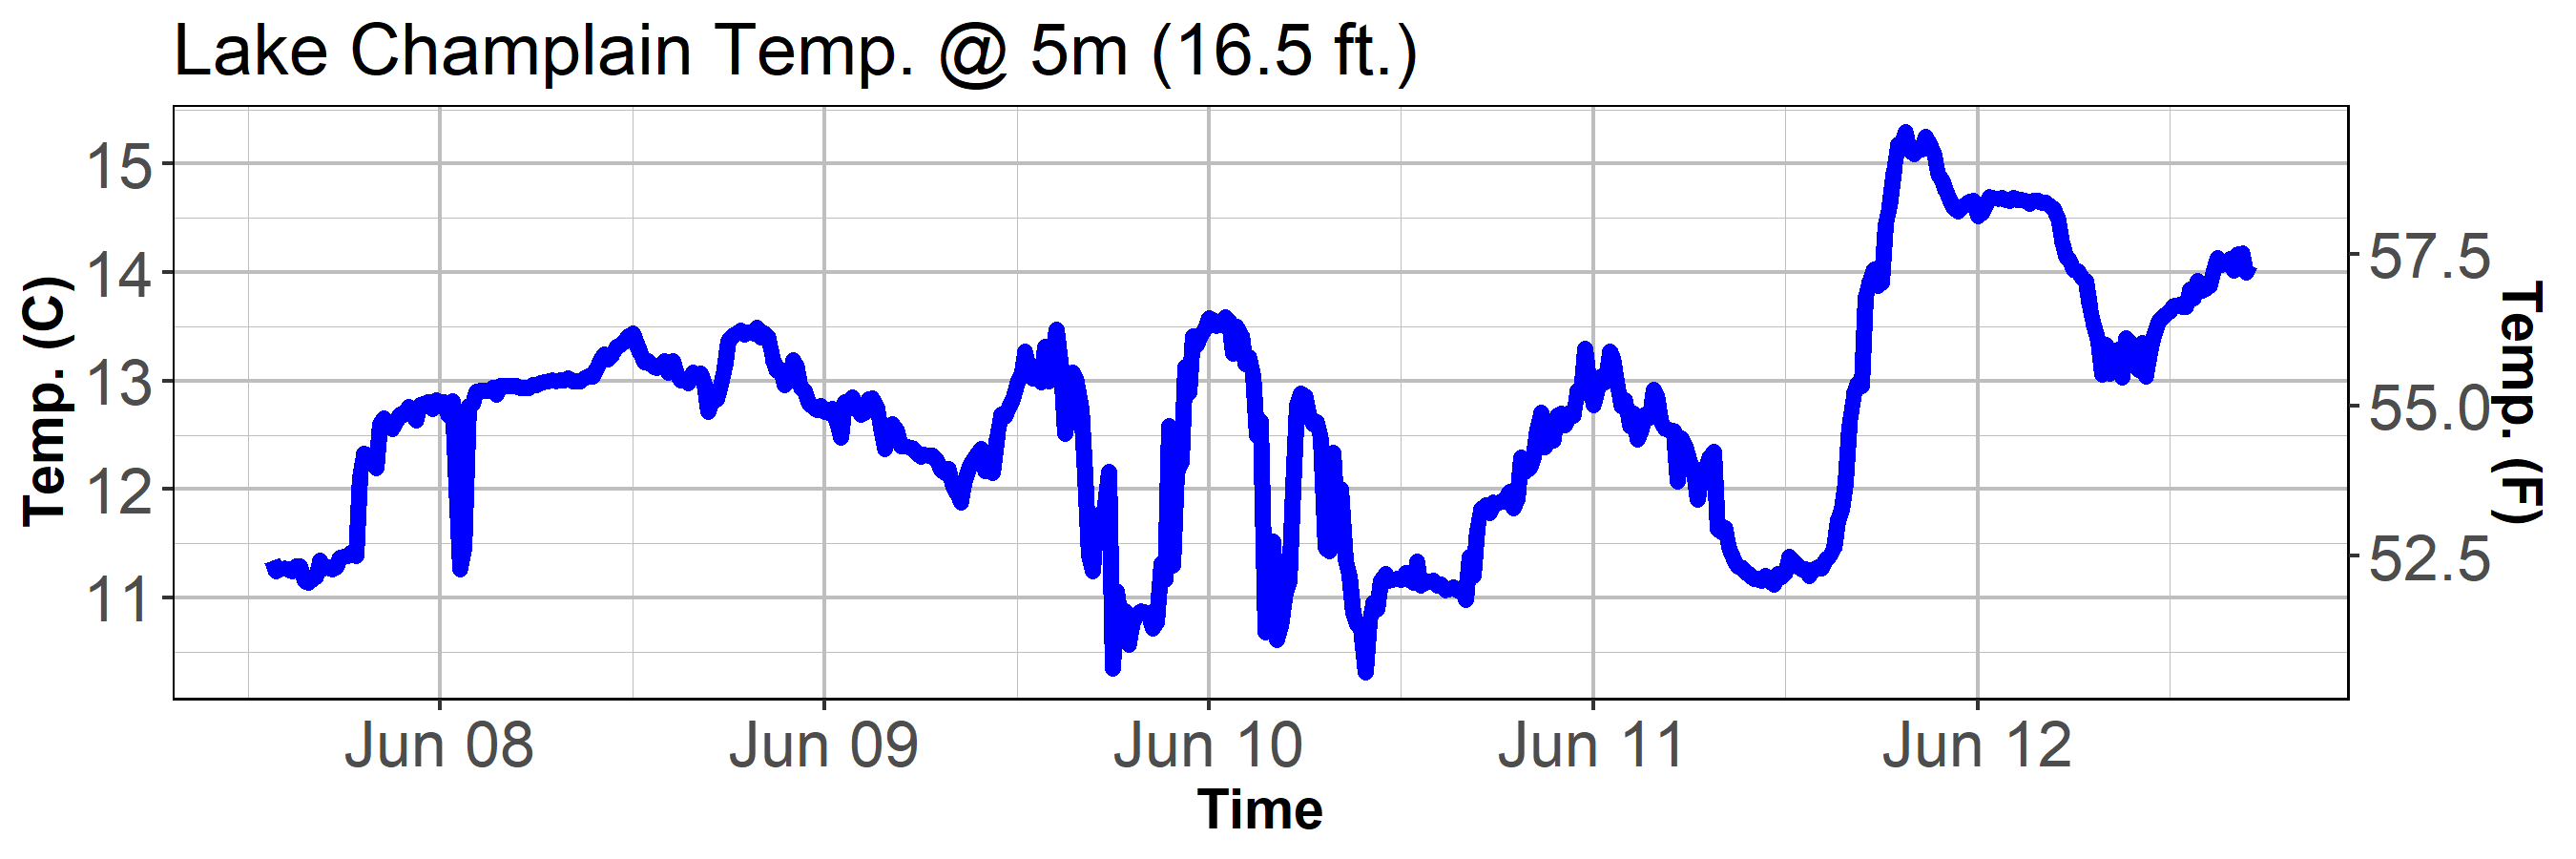 Lake Champlain Temp. @ 5m (16.5 ft.)
Temp. (C)
15
14
13
12
11
57.5
55.0
52.5
Temp. (F)
Jun 08 Jun 09 Jun 10 Jun 11 Jun 12
Time